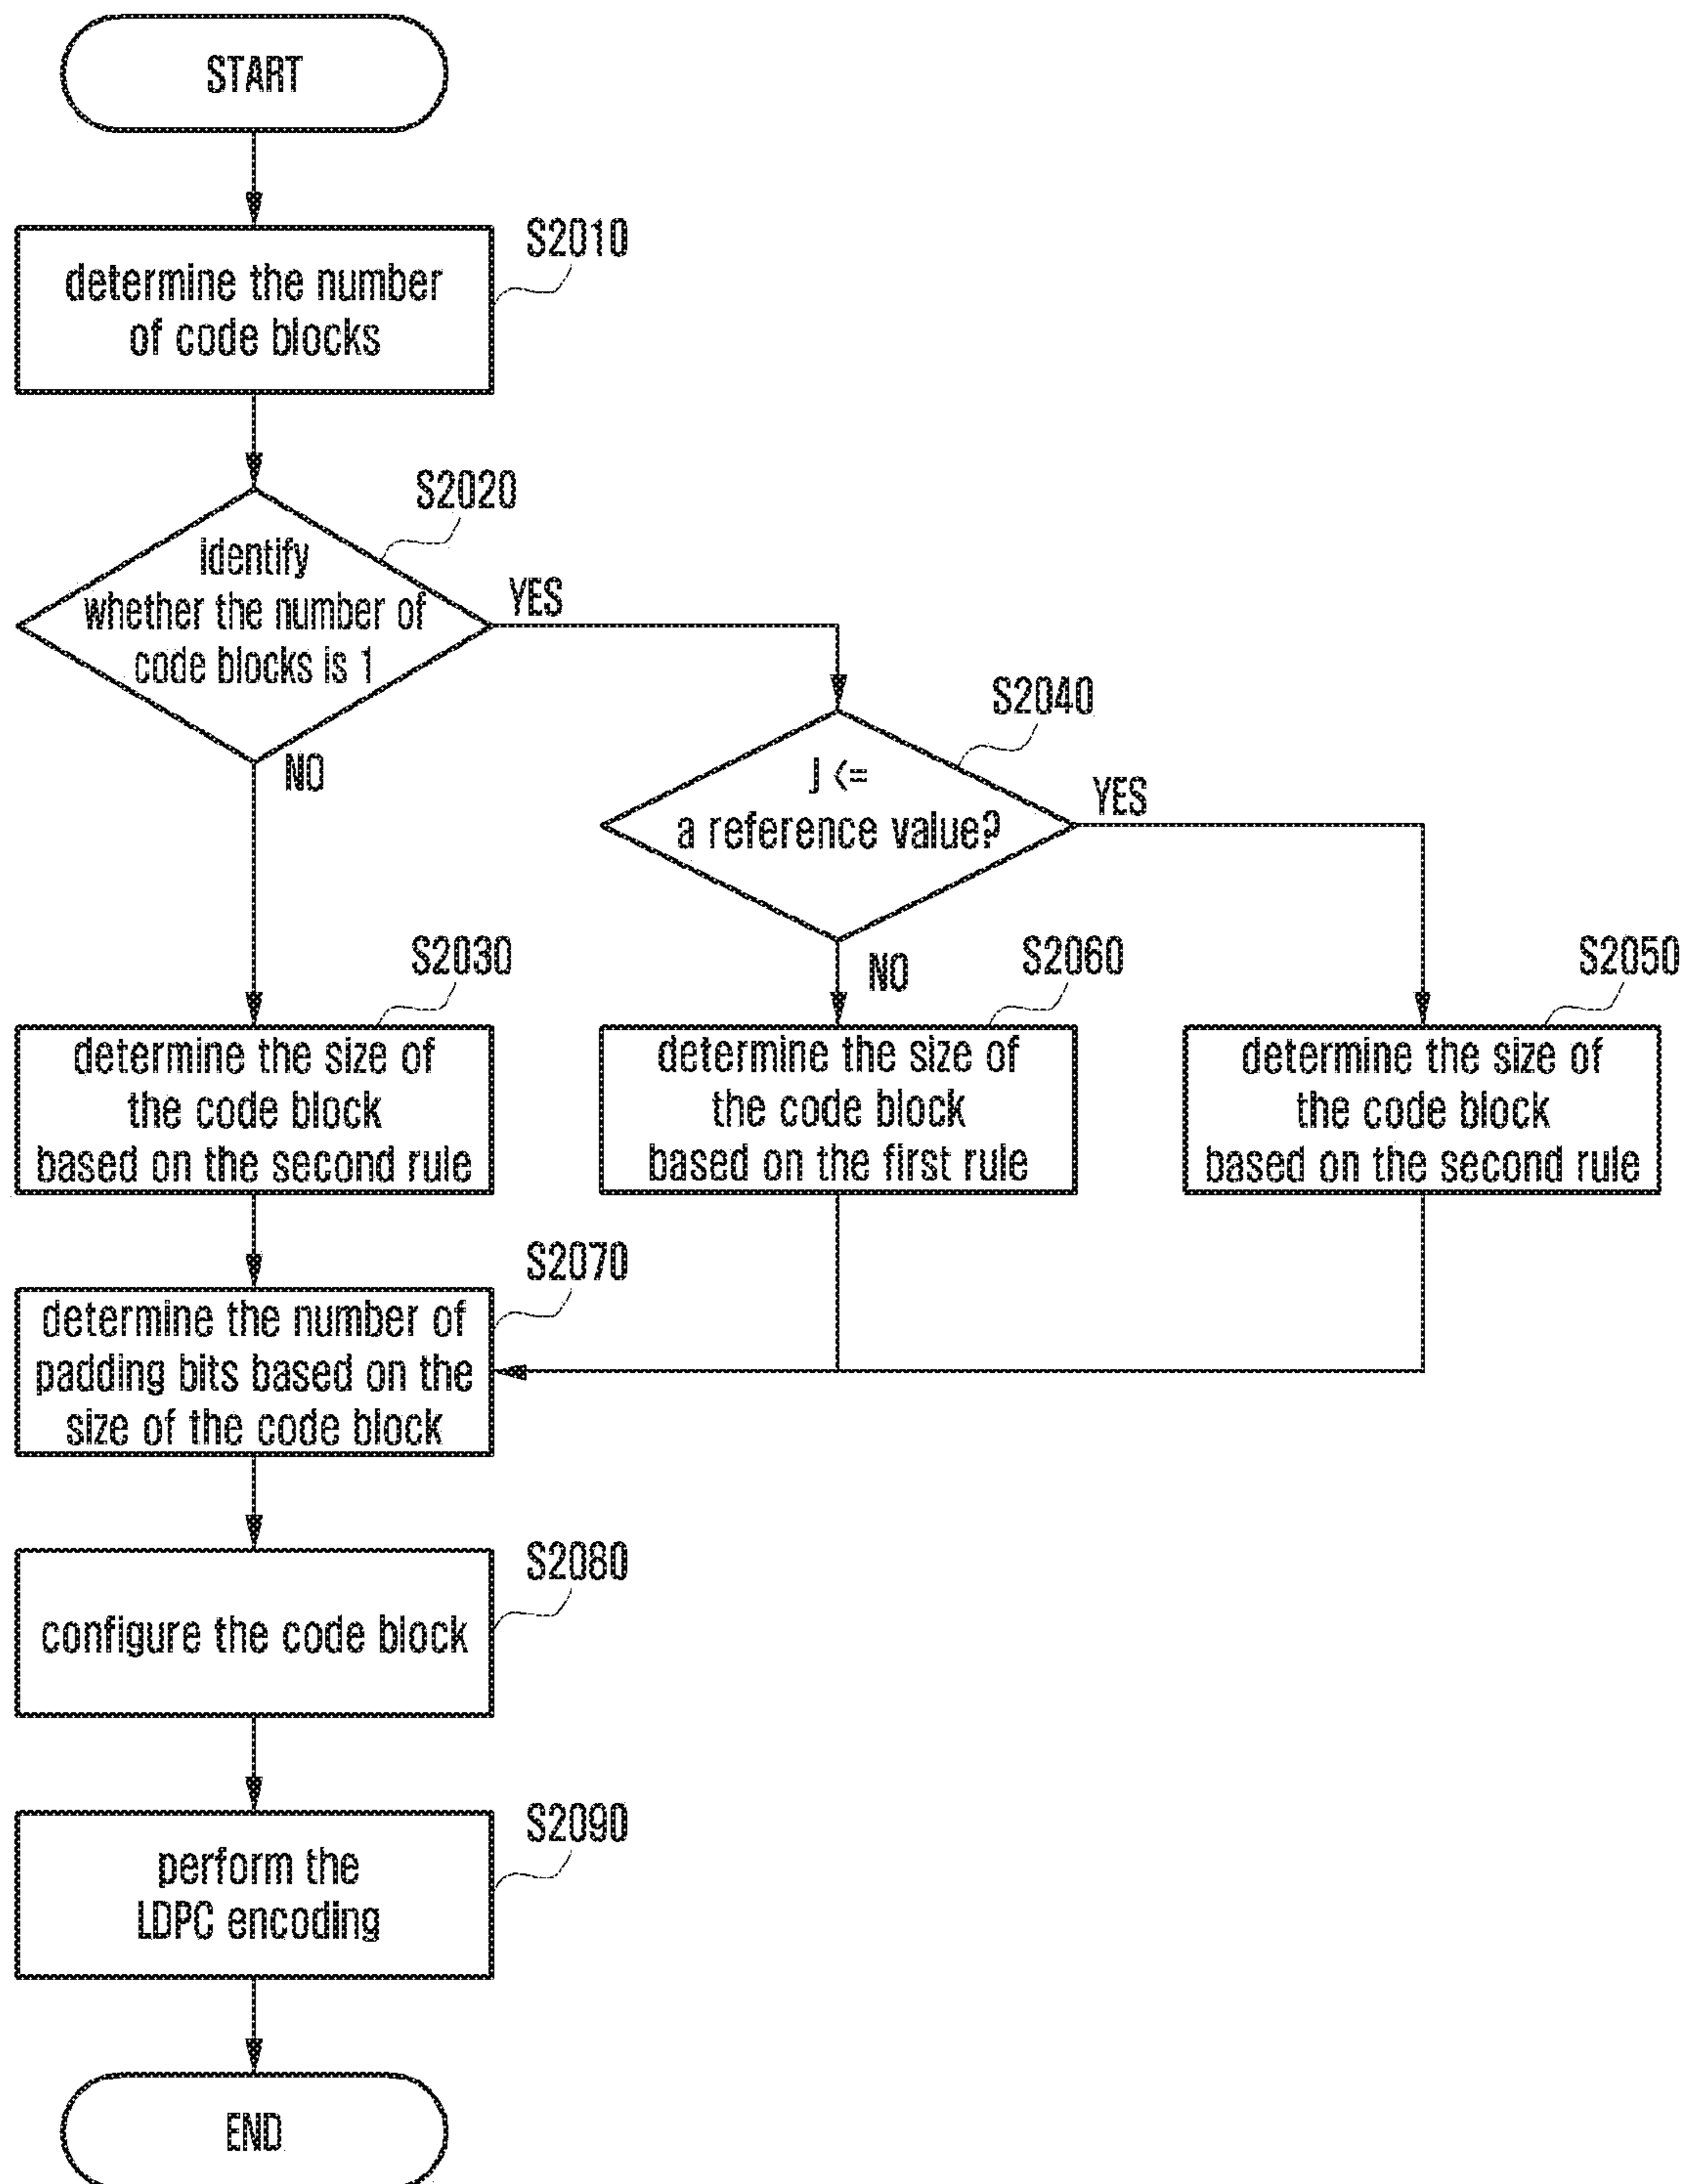 START
S2010
determine the number
of code blocks
S2020
identify
whether the number of
code blocks is 1
YES
NO
S2040
J <=
a reference value?
YES
NO
S2030
determine the size of
the code block
based on the second rule
S2060
determine the size of
the code block
based on the first rule
S2050
determine the size of
the code block
based on the second rule
S2070
determine the number of
padding bits based on the
size of the code block
S2080
configure the code block
S2090
perform the
LDPC encoding
END